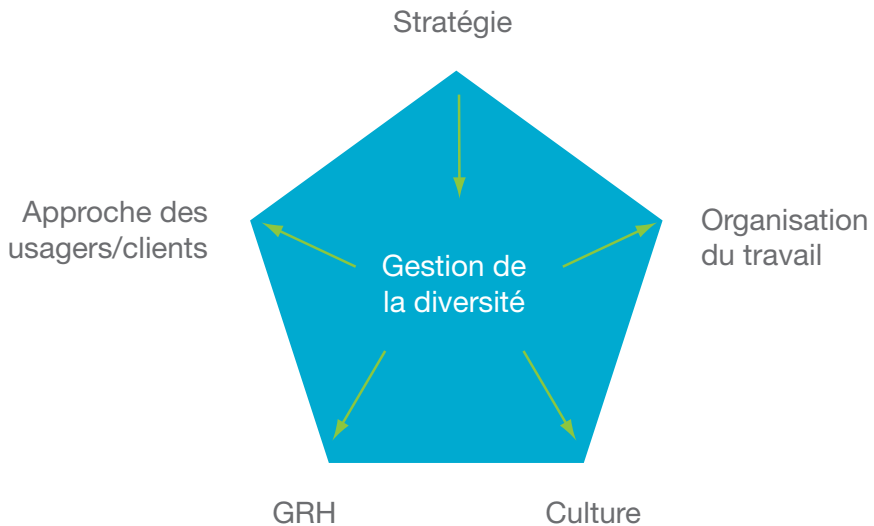 Stratégie
Approche des
usagers/clients
Organisation
du travail
Gestion de
la diversité
GRH
Culture